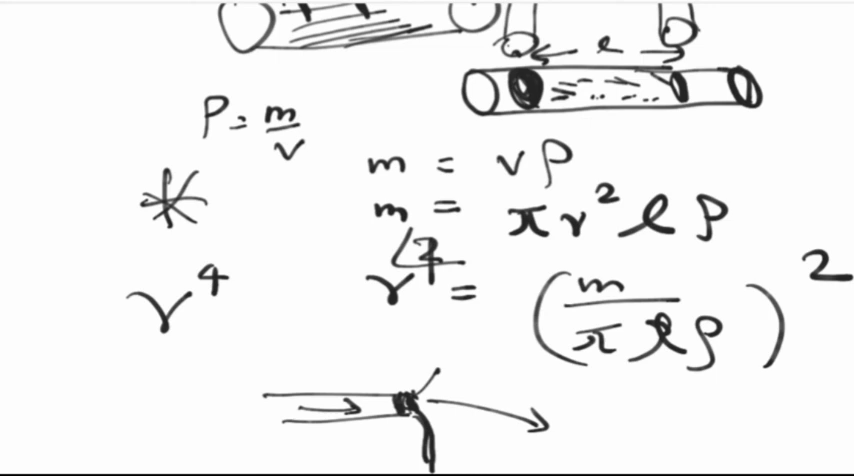 l
ρ = m/v
m = vρ
m = πr²lρ
*
r⁴
r⁴ = (m/πlρ)²